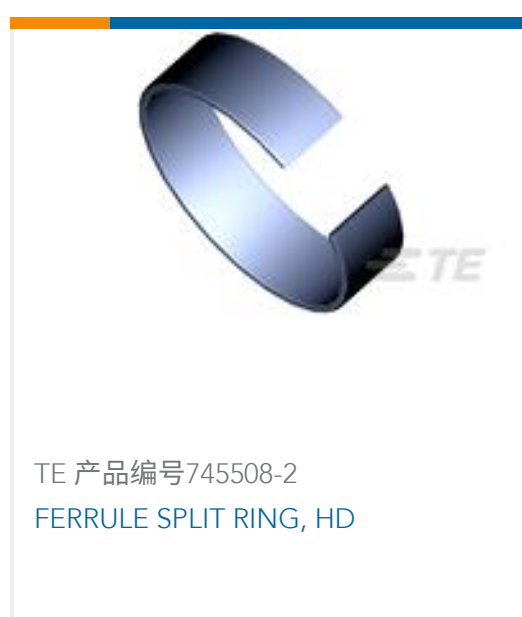 TE
TE 产品编号745508-2
FERRULE SPLIT RING, HD